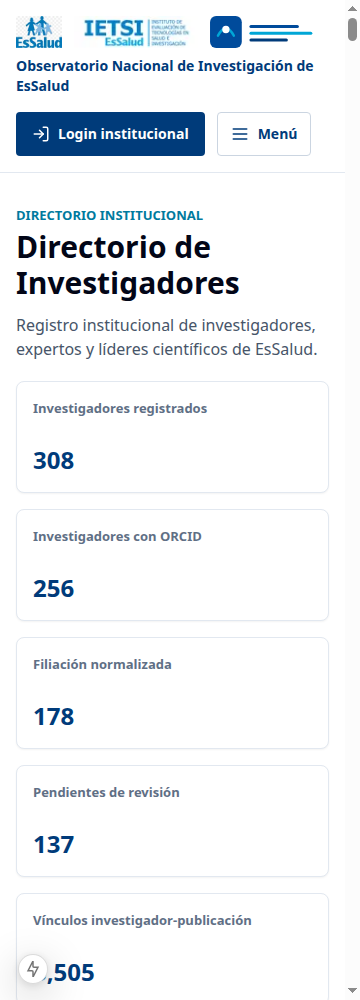 EsSalud
IETSI
EsSalud
INSTITUTO DE
EVALUACIÓN DE
TECNOLOGÍAS EN
SALUD E
INVESTIGACIÓN
Observatorio Nacional de Investigación de
EsSalud
Login institucional
Menú
DIRECTORIO INSTITUCIONAL
Directorio de
Investigadores
Registro institucional de investigadores,
expertos y líderes científicos de EsSalud.
Investigadores registrados
308
Investigadores con ORCID
256
Filiación normalizada
178
Pendientes de revisión
137
Vínculos investigador-publicación
,505